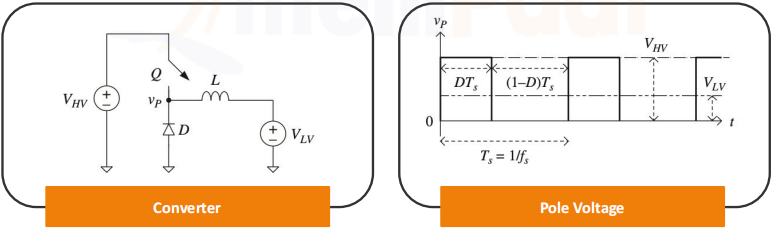 Q
L
V_HV
v_P
D
V_LV
Converter
v_P
V_HV
DT_s
(1–D)T_s
V_LV
0
t
T_s = 1/f_s
Pole Voltage